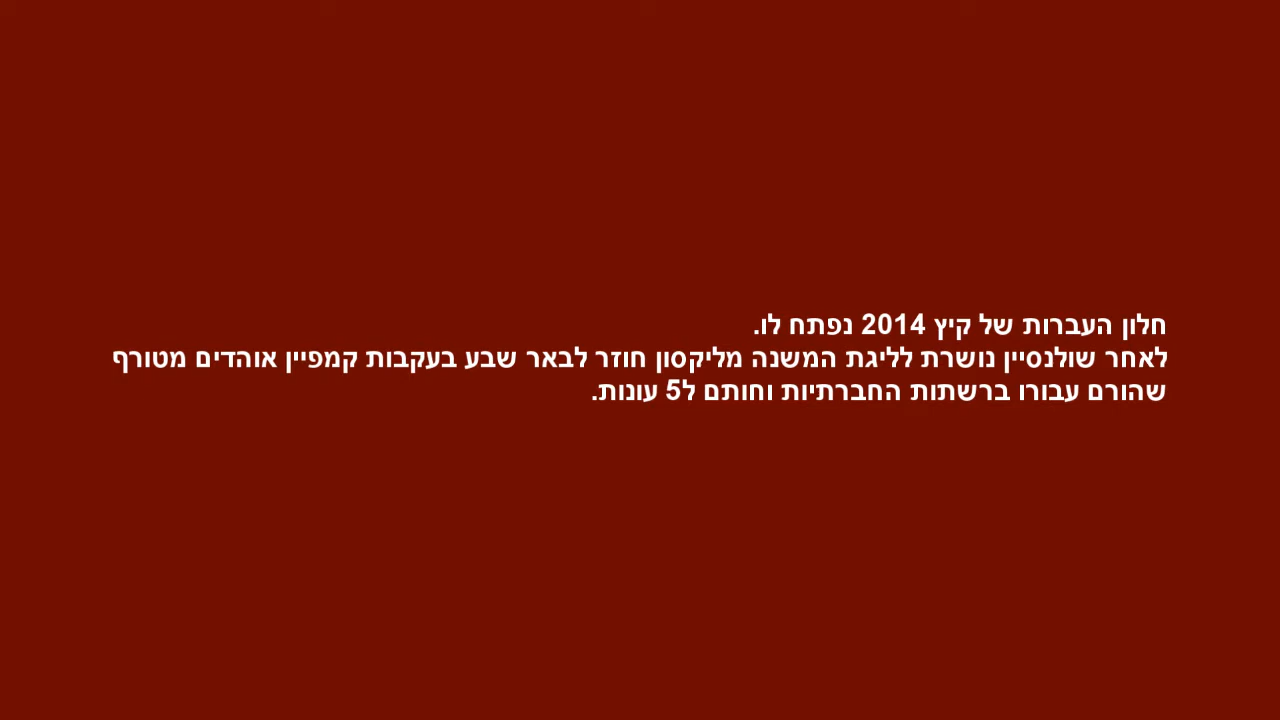 חלון העברות של קיץ 2014 נפתח לו.
לאחר שולנסיין נושרת לליגת המשנה מליקסון חוזר לבאר שבע בעקבות קמפיין אוהדים מטורף
שהורם עבורו ברשתות החברתיות וחותם ל5 עונות.